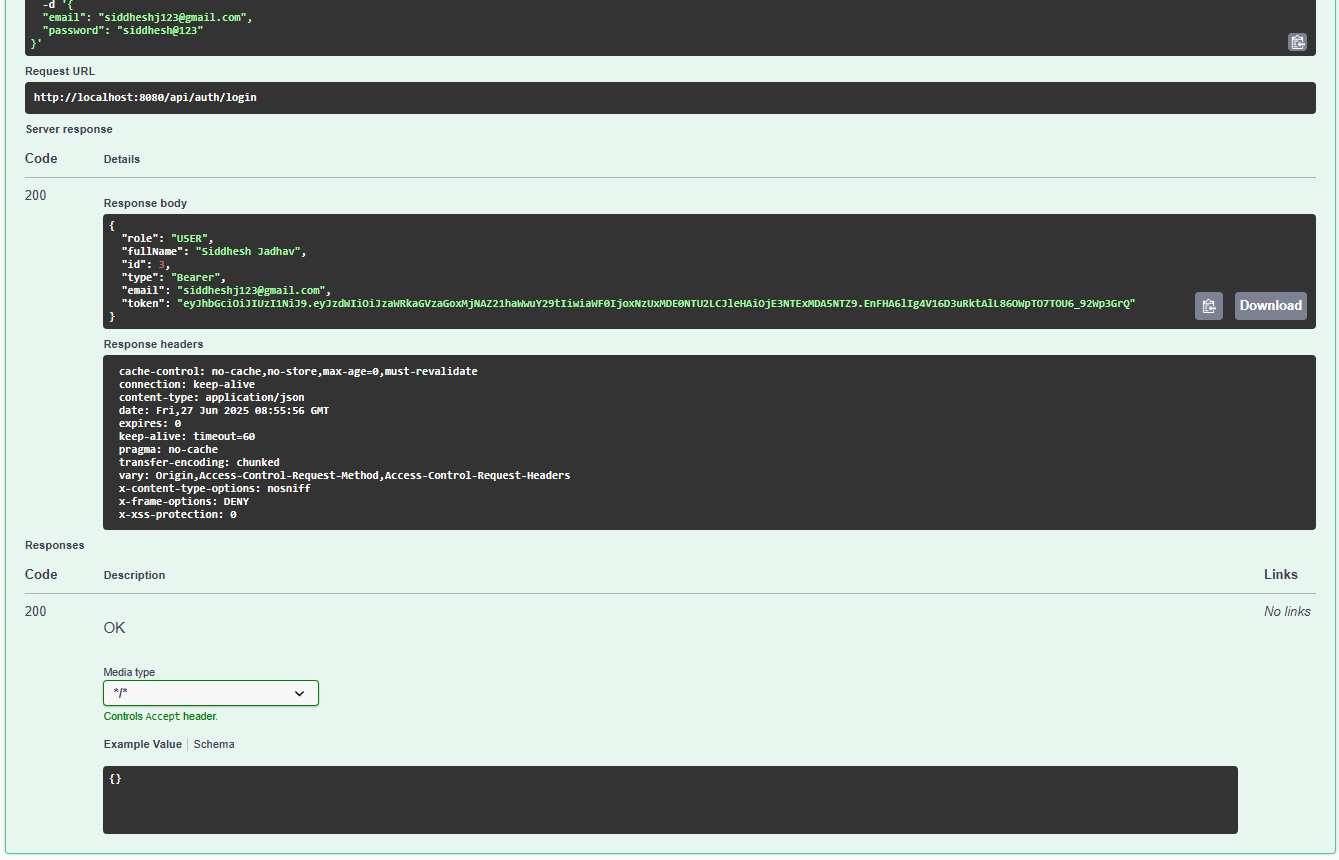 -d '{
"email": "siddheshj123@gmail.com",
"password": "siddhesh@123"
}'
Request URL
http://localhost:8080/api/auth/login
Server response
Code Details
200
Response body
{
"role": "USER",
"fullName": "Siddhesh Jadhav",
"id": 3,
"type": "Bearer",
"email": "siddheshj123@gmail.com",
"token": "eyJhbGciOiJIUzI1NiJ9.eyJzdWIiOiJzaWRkaGVzaGoxMjNAZ21haWwuY29tIiwiaWF0IjoxNzUxMDE0NTU2LCJleHAiOjE3NTExMDA5NTZ9.EnFHA6lIg4V16D3uRktAlL86OWpTO7TOU6_92Wp3GrQ"
}
Download
Response headers
cache-control: no-cache,no-store,max-age=0,must-revalidate
connection: keep-alive
content-type: application/json
date: Fri,27 Jun 2025 08:55:56 GMT
expires: 0
keep-alive: timeout=60
pragma: no-cache
transfer-encoding: chunked
vary: Origin,Access-Control-Request-Method,Access-Control-Request-Headers
x-content-type-options: nosniff
x-frame-options: DENY
x-xss-protection: 0
Responses
Code Description Links
200 No links
OK
Media type
*/*
Controls Accept header.
Example Value Schema
{}